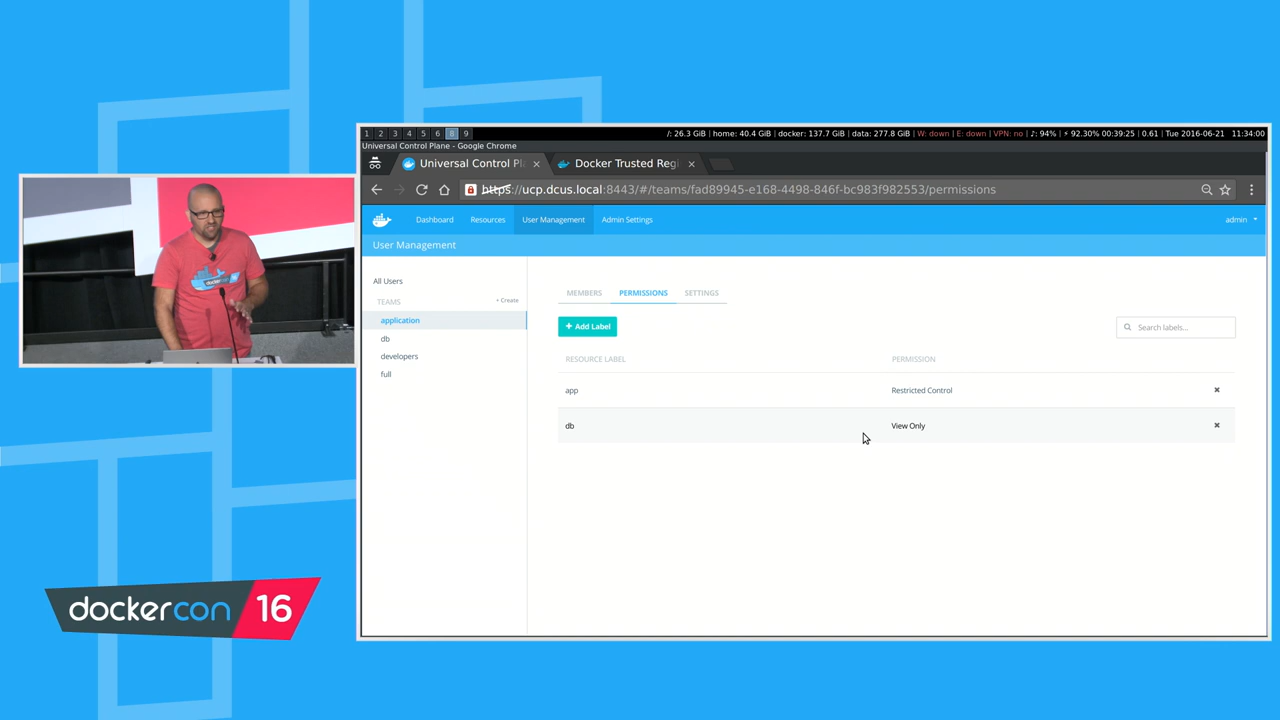 1 2 3 4 5 6 8 9
/: 26.3 GiB | home: 40.4 GiB | docker: 137.7 GiB | data: 277.8 GiB | W: down | E: down | VPN: no | ♪: 94% | ⚡ 92.30% 00:39:25 | 0.61 | Tue 2016-06-21 11:34:00
Universal Control Plane - Google Chrome
Universal Control Pl
Docker Trusted Regi
https://ucp.dcus.local:8443/#/teams/fad89945-e168-4498-846f-bc983f982553/permissions
Dashboard Resources User Management Admin Settings admin
User Management
All Users
TEAMS + Create
application
db
developers
full
MEMBERS PERMISSIONS SETTINGS
+ Add Label
Search labels...
RESOURCE LABEL PERMISSION
app Restricted Control
db View Only
dockercon
16
dockercon 16